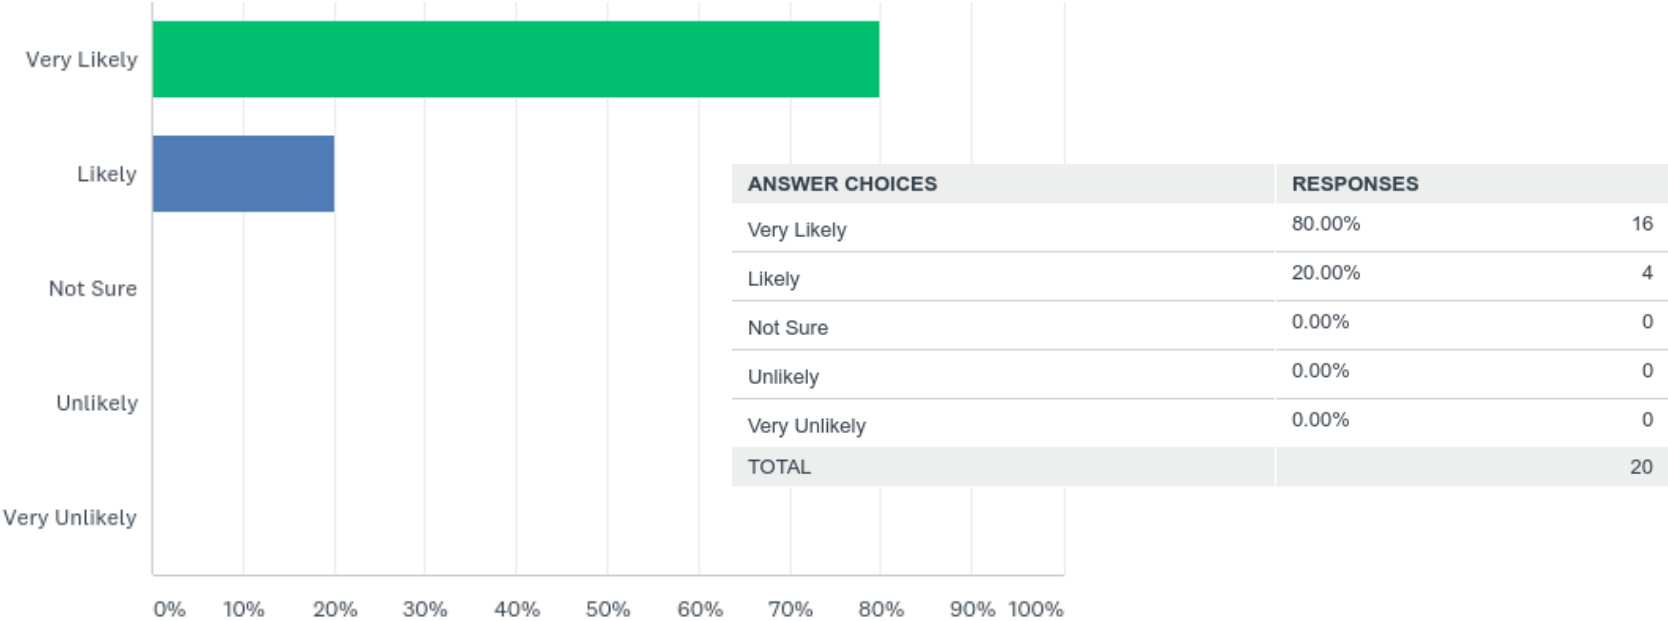 Very Likely
Likely
Not Sure
Unlikely
Very Unlikely
0% 10% 20% 30% 40% 50% 60% 70% 80% 90% 100%
ANSWER CHOICES RESPONSES
Very Likely 80.00% 16
Likely 20.00% 4
Not Sure 0.00% 0
Unlikely 0.00% 0
Very Unlikely 0.00% 0
TOTAL 20